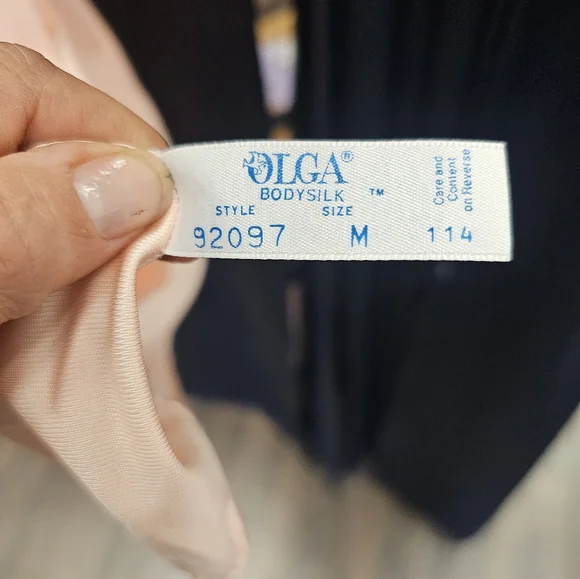 OLGA®
BODYSILK ™
STYLE SIZE
92097 M 114
Care and
Content
on Reverse